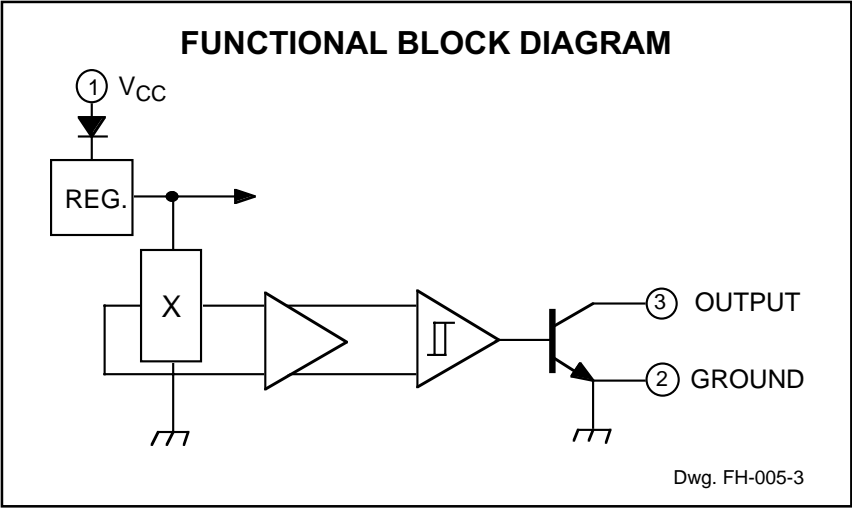 FUNCTIONAL BLOCK DIAGRAM
1 VCC
REG.
X
3 OUTPUT
2 GROUND
Dwg. FH-005-3